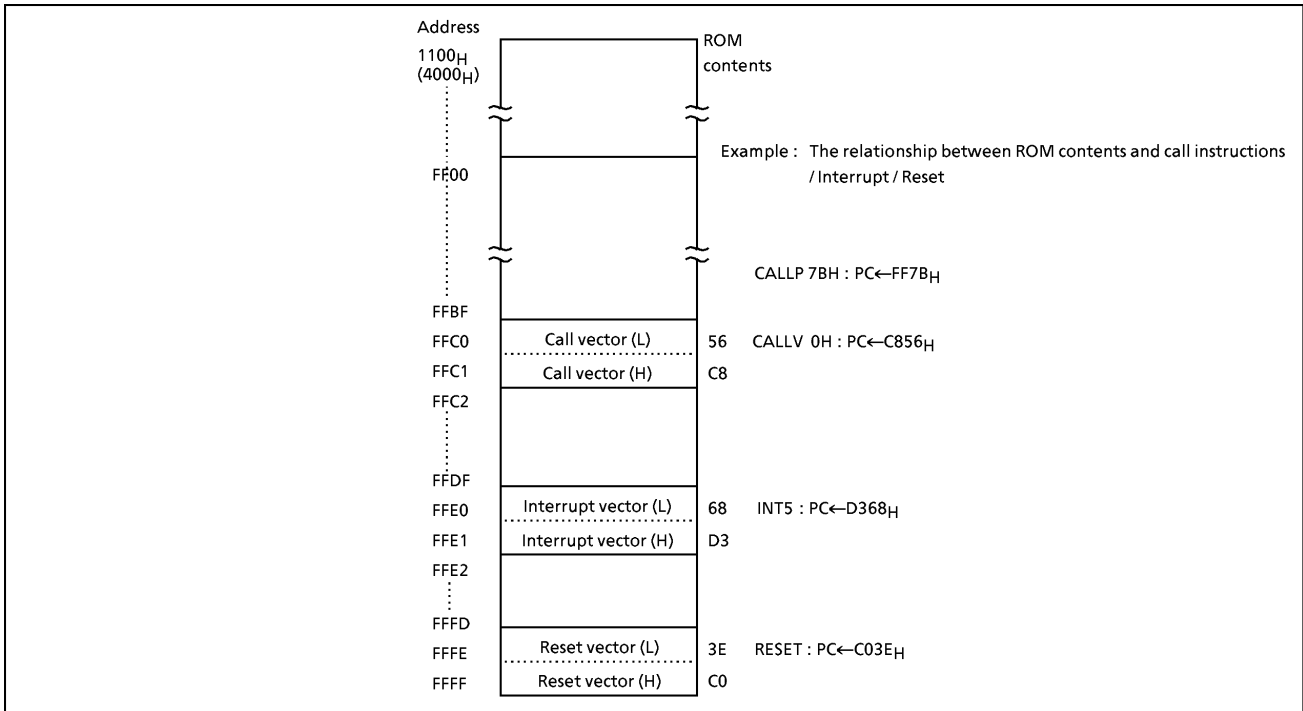 Address
ROM
contents
1100H
(4000H)
Example : The relationship between ROM contents and call instructions
/ Interrupt / Reset
FF00
CALLP 7BH : PC←FF7BH
FFBF
FFC0 Call vector (L) 56 CALLV 0H : PC←C856H
FFC1 Call vector (H) C8
FFC2
FFDF
FFE0 Interrupt vector (L) 68 INT5 : PC←D368H
FFE1 Interrupt vector (H) D3
FFE2
FFFD
FFFE Reset vector (L) 3E RESET : PC←C03EH
FFFF Reset vector (H) C0